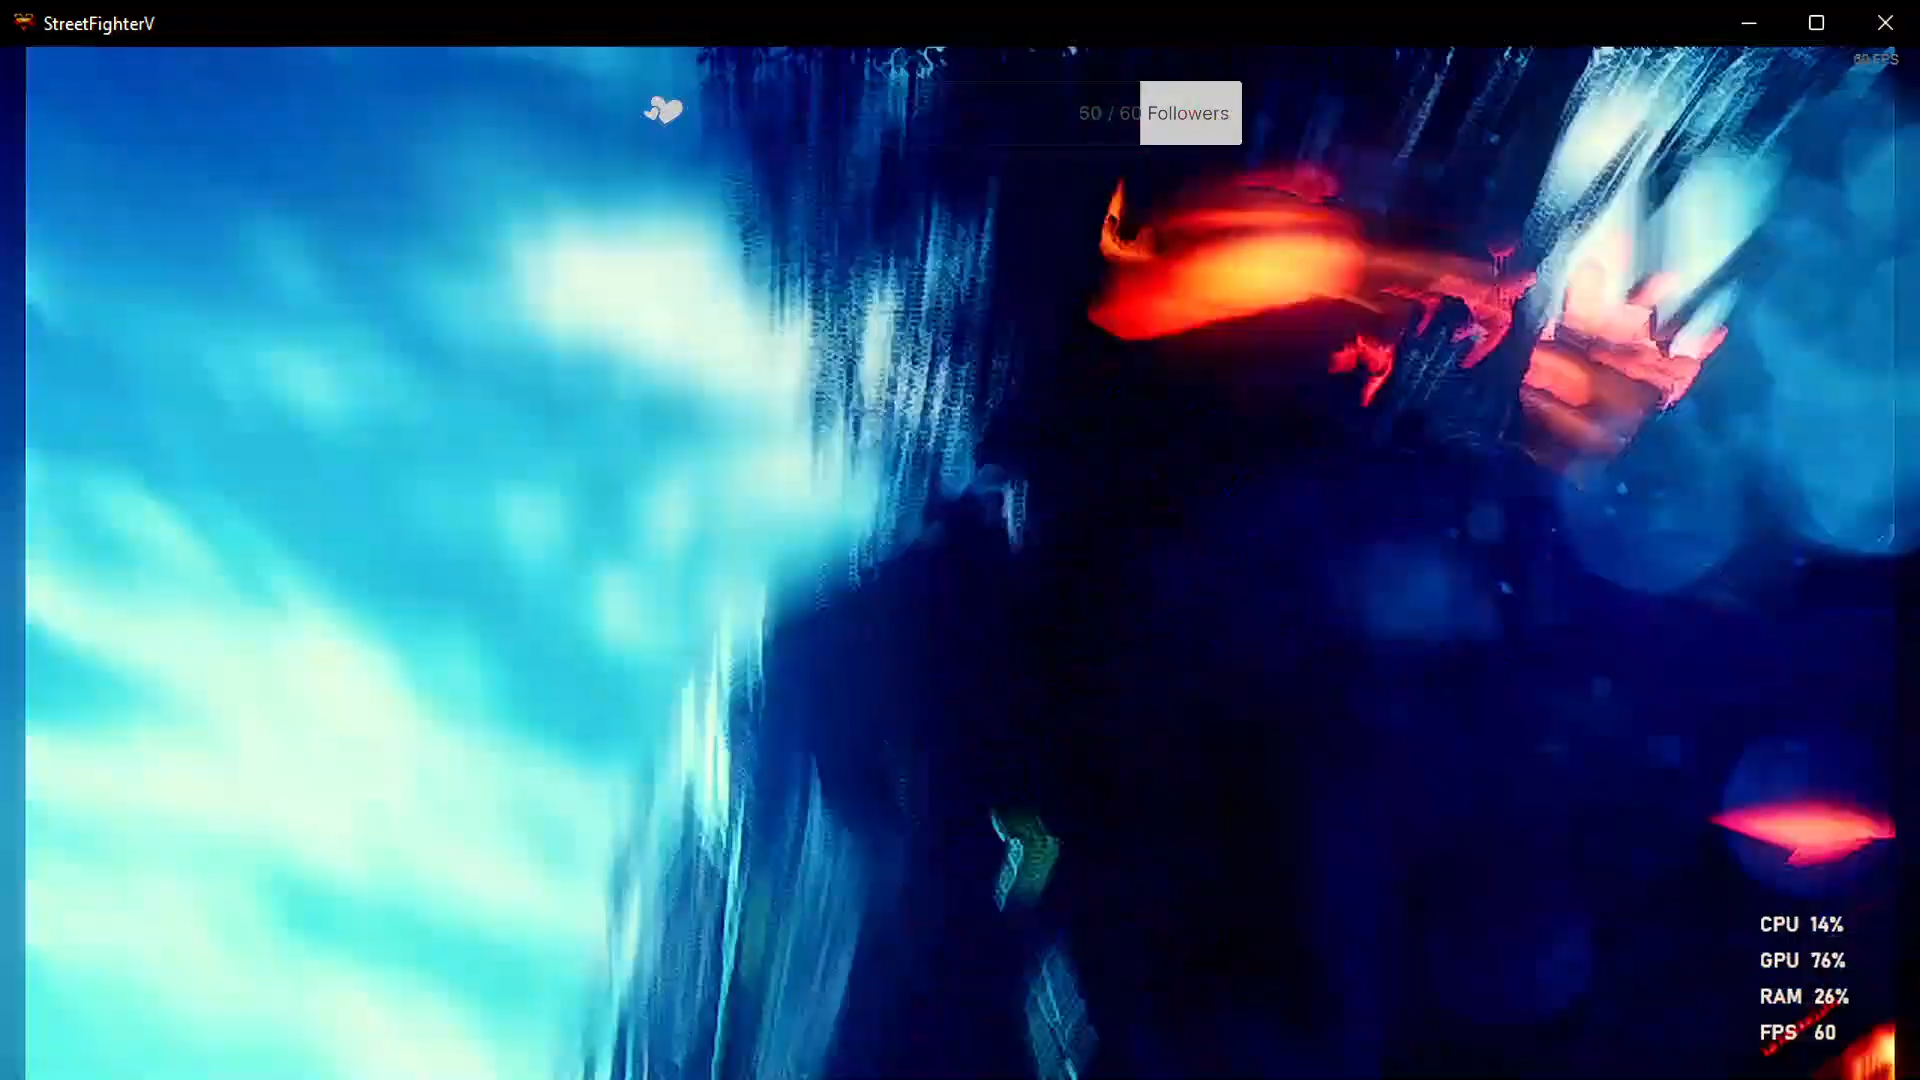 StreetFighterV
60 FPS
50 / 60 Followers
CPU 14%
GPU 76%
RAM 26%
FPS 60